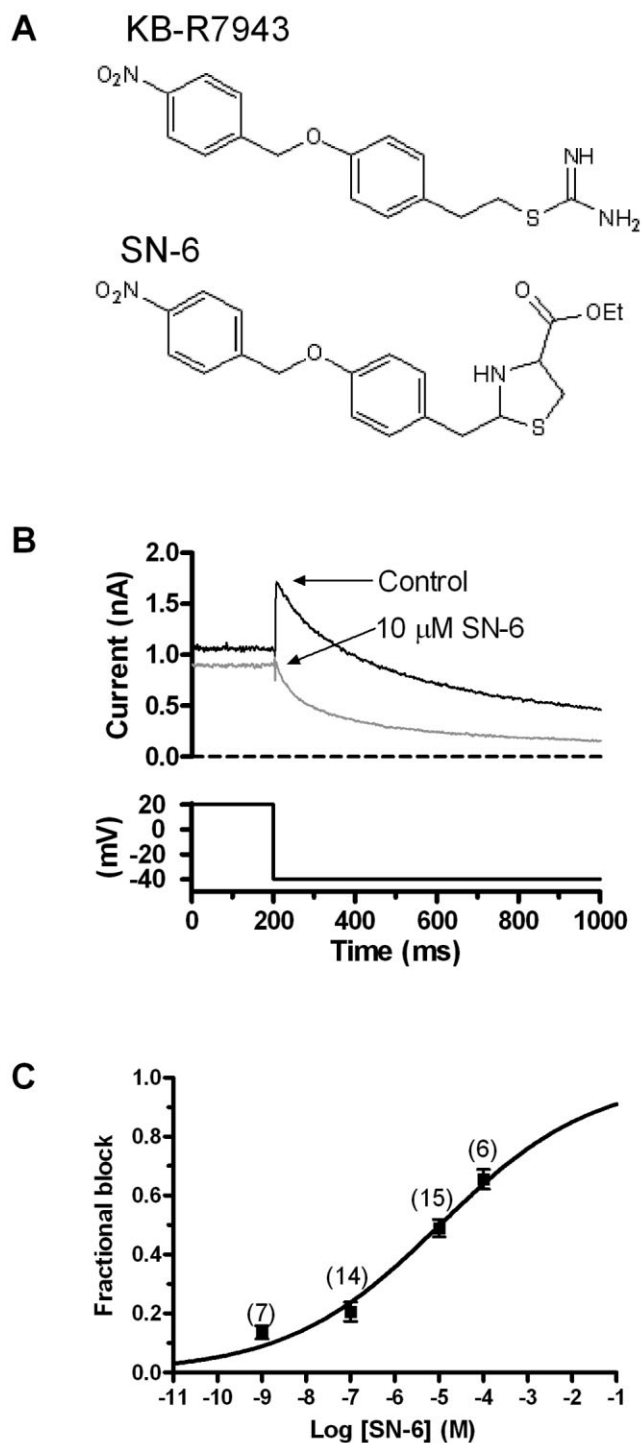 A
KB-R7943
O₂N
O
NH
S
NH₂
SN-6
O₂N
O
O
OEt
HN
S
B
2.0
1.5
1.0
0.5
0.0
Current (nA)
Control
10 μM SN-6
20
0
-20
-40
(mV)
0 200 400 600 800 1000
Time (ms)
C
1.0
0.8
0.6
0.4
0.2
0.0
Fractional block
(7)
(14)
(15)
(6)
-11 -10 -9 -8 -7 -6 -5 -4 -3 -2 -1
Log [SN-6] (M)